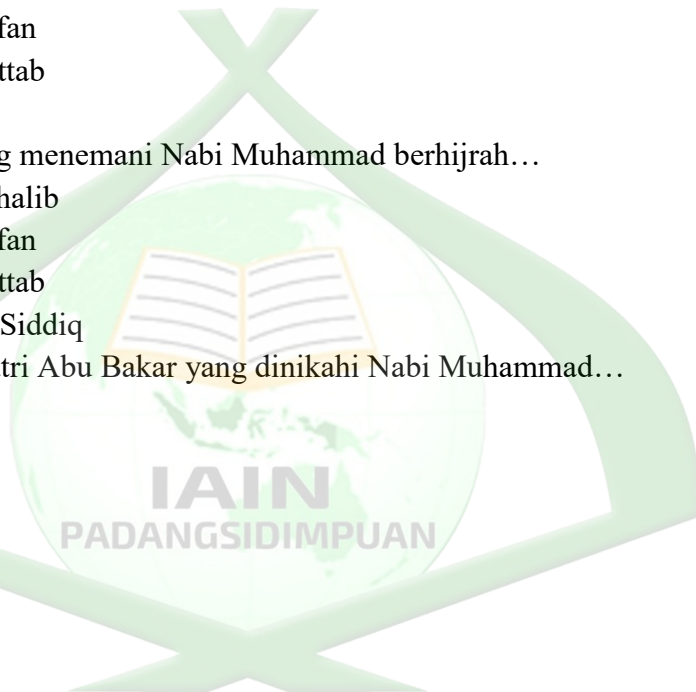 fan
ttab
g menemani Nabi Muhammad berhijrah…
halib
fan
ttab
Siddiq
tri Abu Bakar yang dinikahi Nabi Muhammad…
IAIN
PADANGSIDIMPUAN